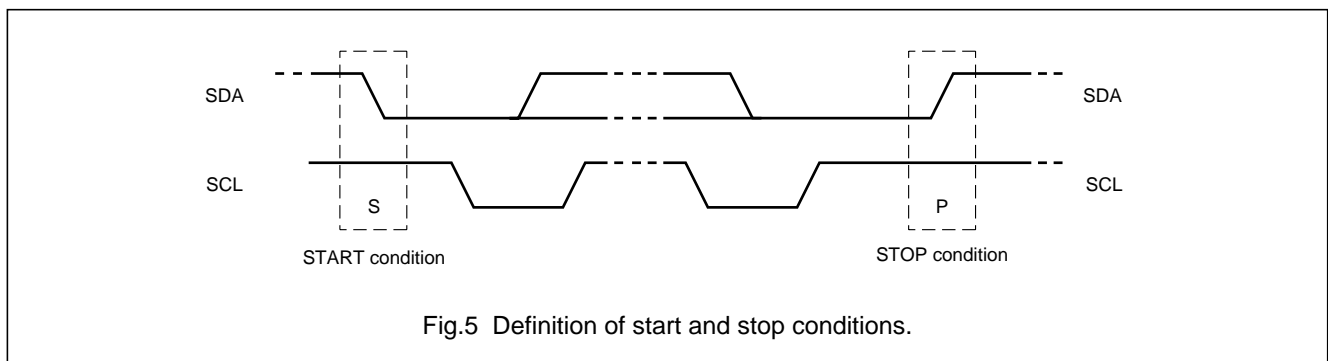 SDA
SDA
SCL
SCL
S
P
START condition
STOP condition
Fig.5 Definition of start and stop conditions.